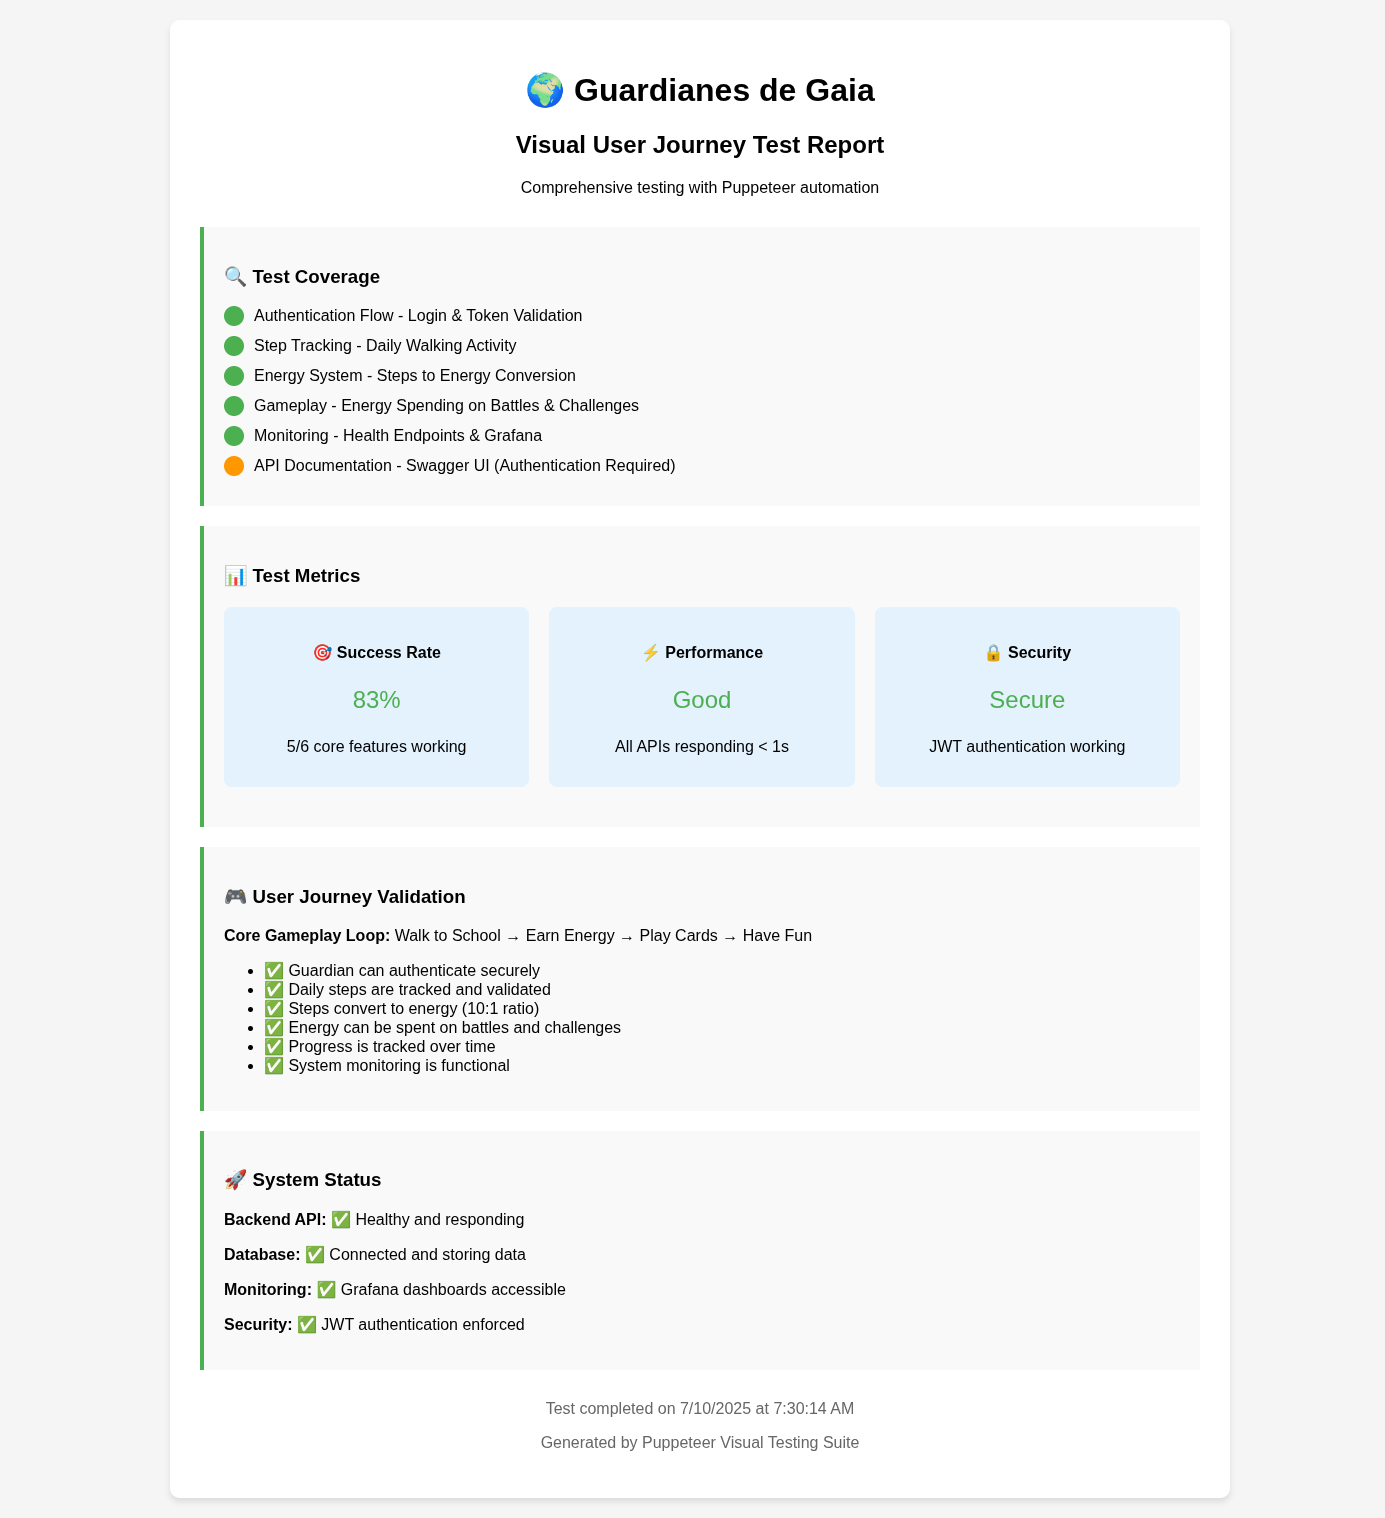 🌍 Guardianes de Gaia
Visual User Journey Test Report
Comprehensive testing with Puppeteer automation
🔍 Test Coverage
Authentication Flow - Login & Token Validation
Step Tracking - Daily Walking Activity
Energy System - Steps to Energy Conversion
Gameplay - Energy Spending on Battles & Challenges
Monitoring - Health Endpoints & Grafana
API Documentation - Swagger UI (Authentication Required)
📊 Test Metrics
🎯 Success Rate
83%
5/6 core features working
⚡ Performance
Good
All APIs responding < 1s
🔒 Security
Secure
JWT authentication working
🎮 User Journey Validation
Core Gameplay Loop: Walk to School → Earn Energy → Play Cards → Have Fun
• ✅ Guardian can authenticate securely
• ✅ Daily steps are tracked and validated
• ✅ Steps convert to energy (10:1 ratio)
• ✅ Energy can be spent on battles and challenges
• ✅ Progress is tracked over time
• ✅ System monitoring is functional
🚀 System Status
Backend API: ✅ Healthy and responding
Database: ✅ Connected and storing data
Monitoring: ✅ Grafana dashboards accessible
Security: ✅ JWT authentication enforced
Test completed on 7/10/2025 at 7:30:14 AM
Generated by Puppeteer Visual Testing Suite